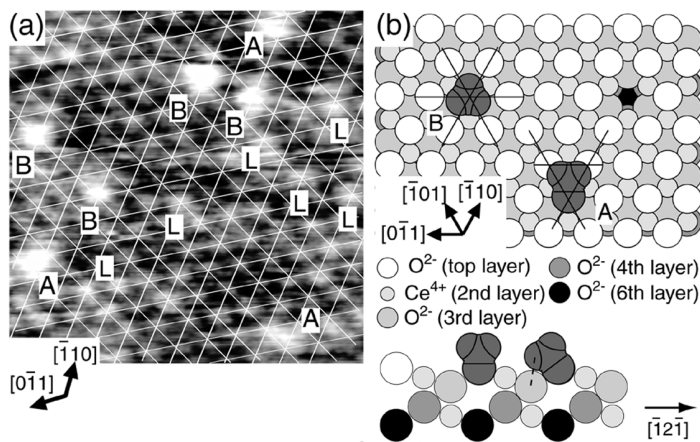 (a)
A
B
B
L
B
L
B
L
L
L
L
A
A
[01̄1]
[1̄10]
(b)
B
A
[1̄01]
[1̄10]
[01̄1]
O²⁻ (top layer)
O²⁻ (4th layer)
Ce⁴⁺ (2nd layer)
O²⁻ (6th layer)
O²⁻ (3rd layer)
[1̄21̄]